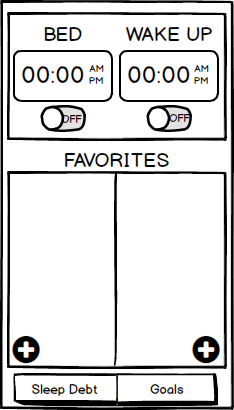 BED WAKE UP
00:00 AM PM 00:00 AM PM
OFF OFF
FAVORITES
Sleep Debt Goals